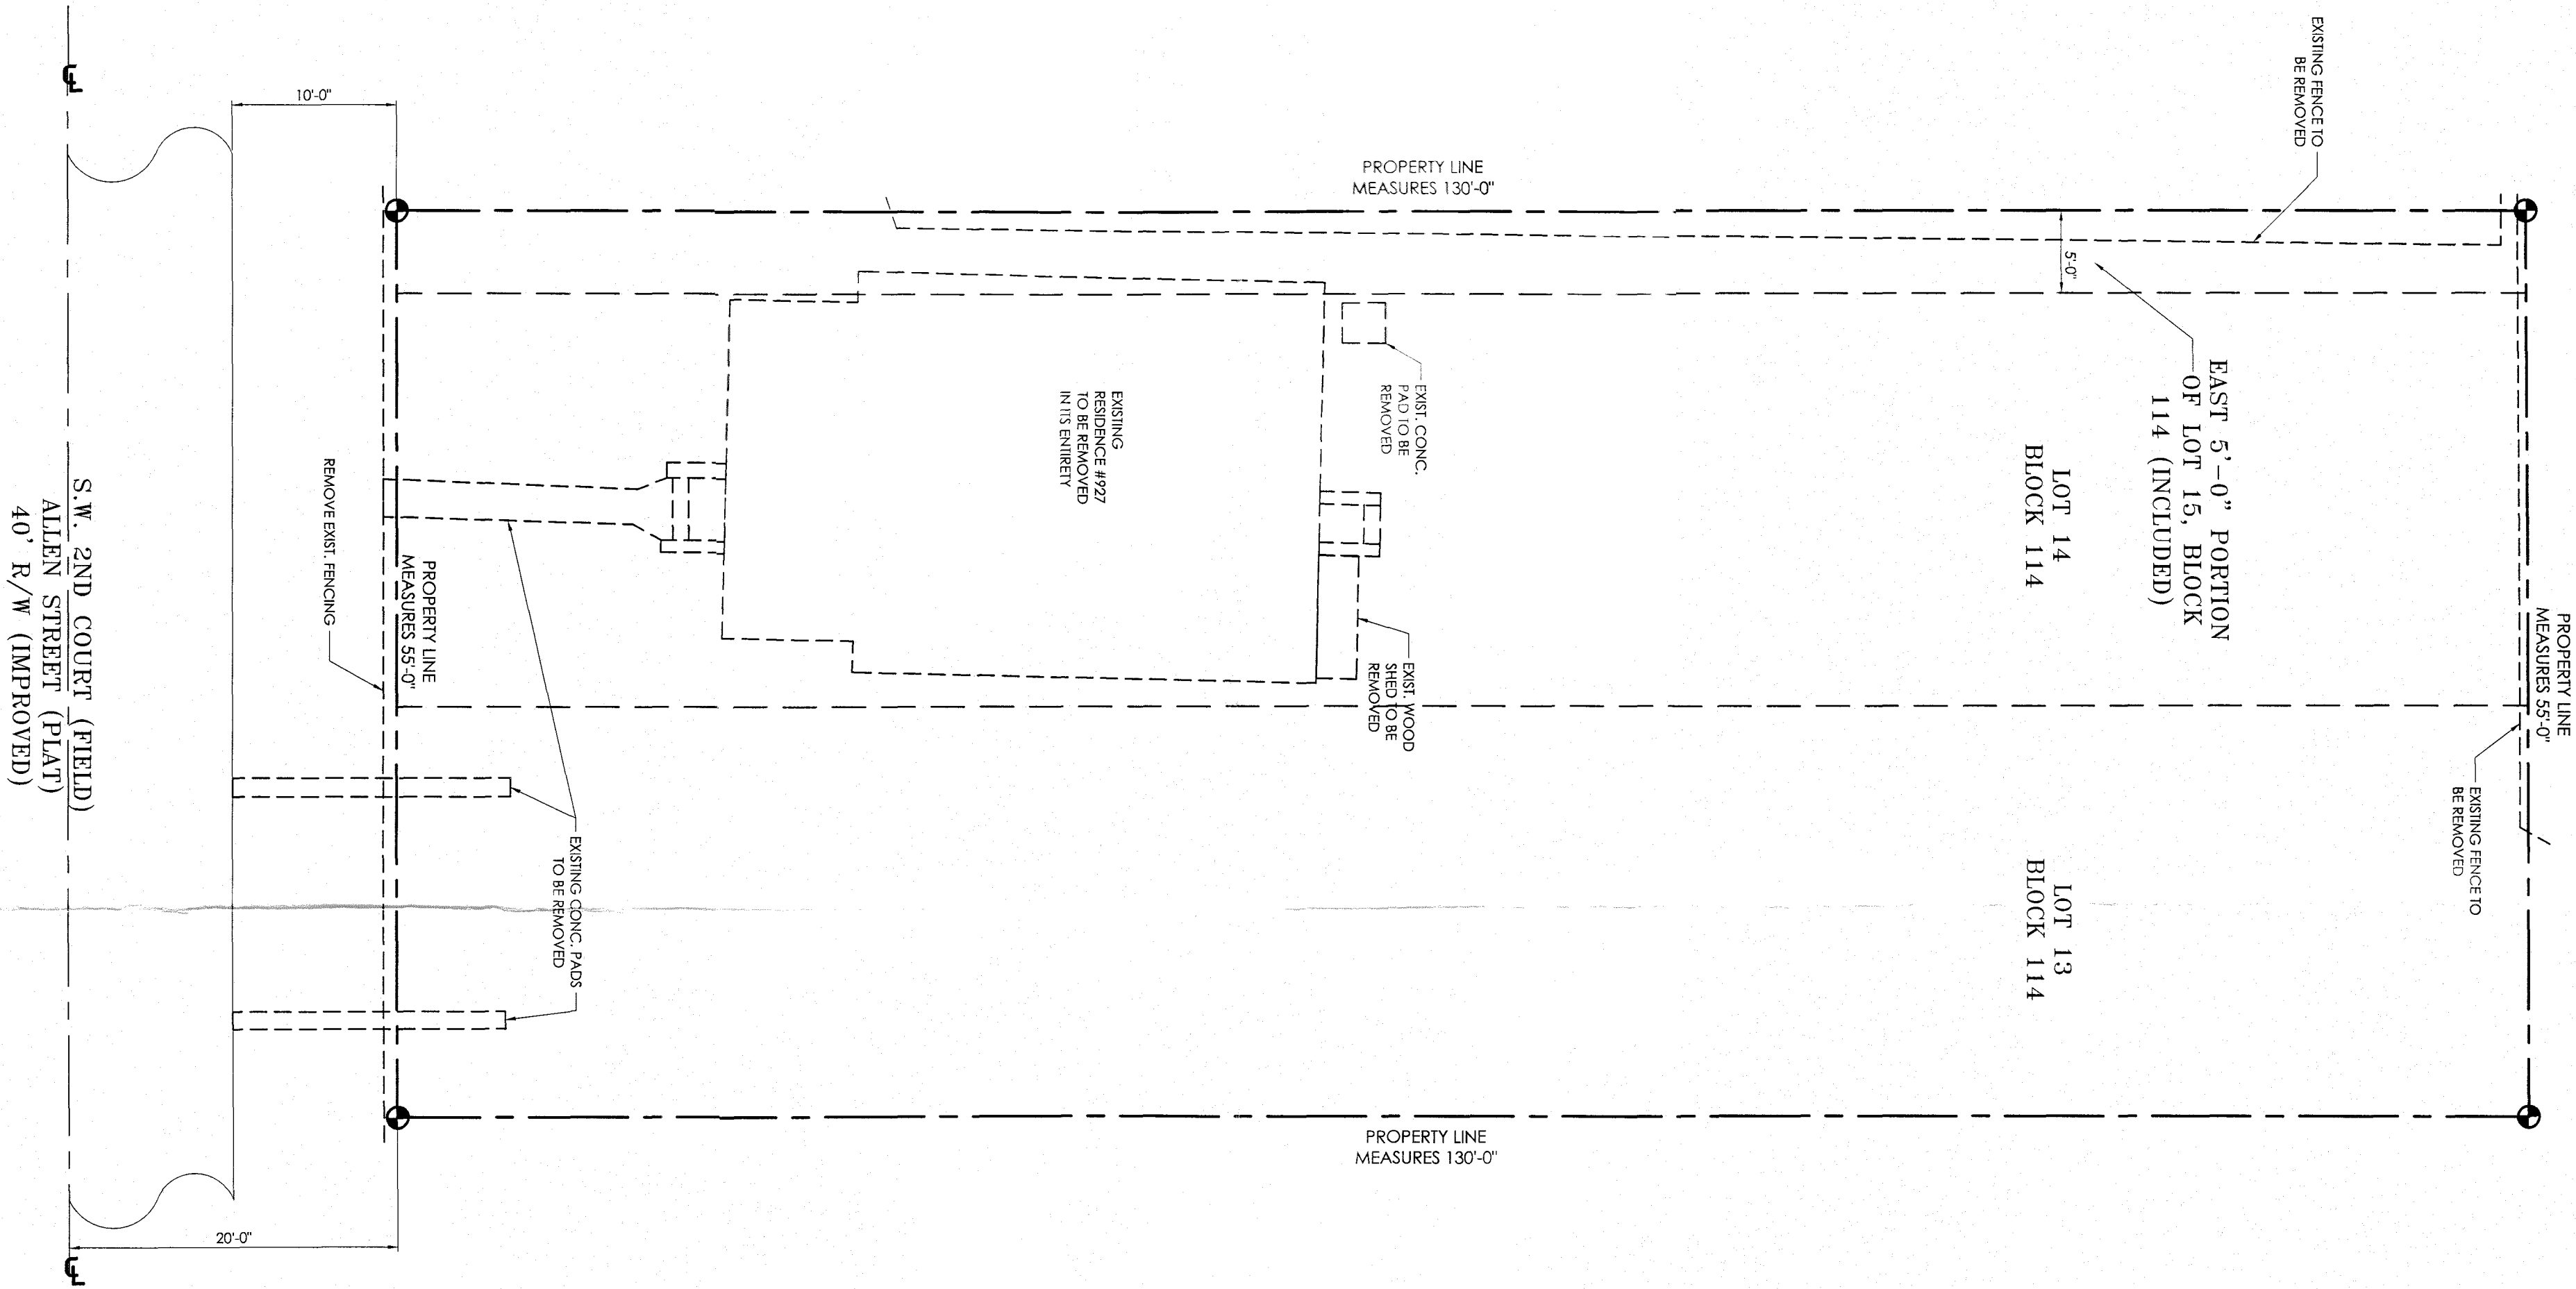 EXISTING FENCE TO
BE REMOVED
10'-0"
PROPERTY LINE
MEASURES 130'-0"
5'-0"
EAST 5'-0" PORTION
OF LOT 15, BLOCK
114 (INCLUDED)
LOT 14
BLOCK 114
EXIST. CONC.
PAD TO BE
REMOVED
EXISTING
RESIDENCE #927
TO BE REMOVED
IN ITS ENTIRETY
PROPERTY LINE
MEASURES 55'-0"
EXIST. WOOD
SHED TO BE
REMOVED
EXISTING FENCE TO
BE REMOVED
REMOVE EXIST. FENCING
PROPERTY LINE
MEASURES 55'-0"
S.W. 2ND COURT (FIELD)
ALLEN STREET (PLAT)
40' R/W (IMPROVED)
EXISTING CONC. PADS
TO BE REMOVED
LOT 13
BLOCK 114
PROPERTY LINE
MEASURES 130'-0"
20'-0"